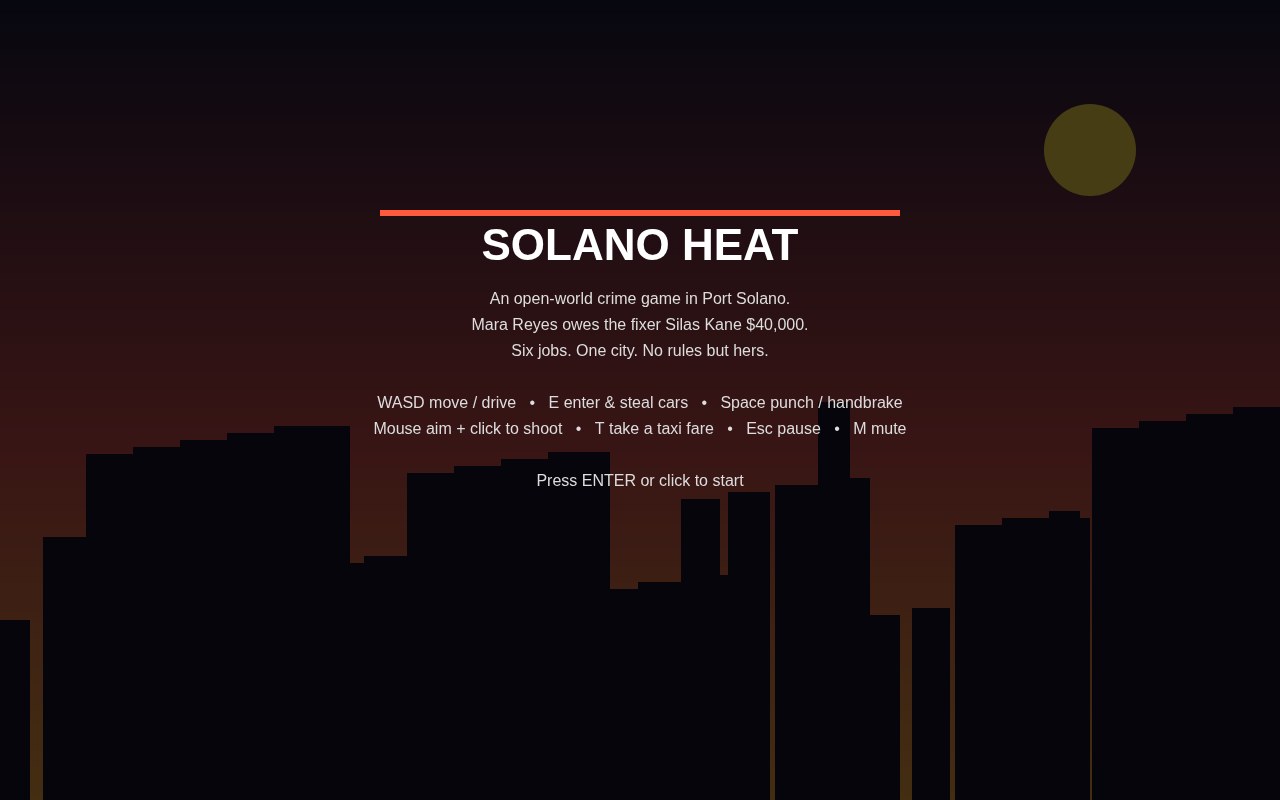 SOLANO HEAT
An open-world crime game in Port Solano.
Mara Reyes owes the fixer Silas Kane $40,000.
Six jobs. One city. No rules but hers.
WASD move / drive • E enter & steal cars • Space punch / handbrake
Mouse aim + click to shoot • T take a taxi fare • Esc pause • M mute
Press ENTER or click to start